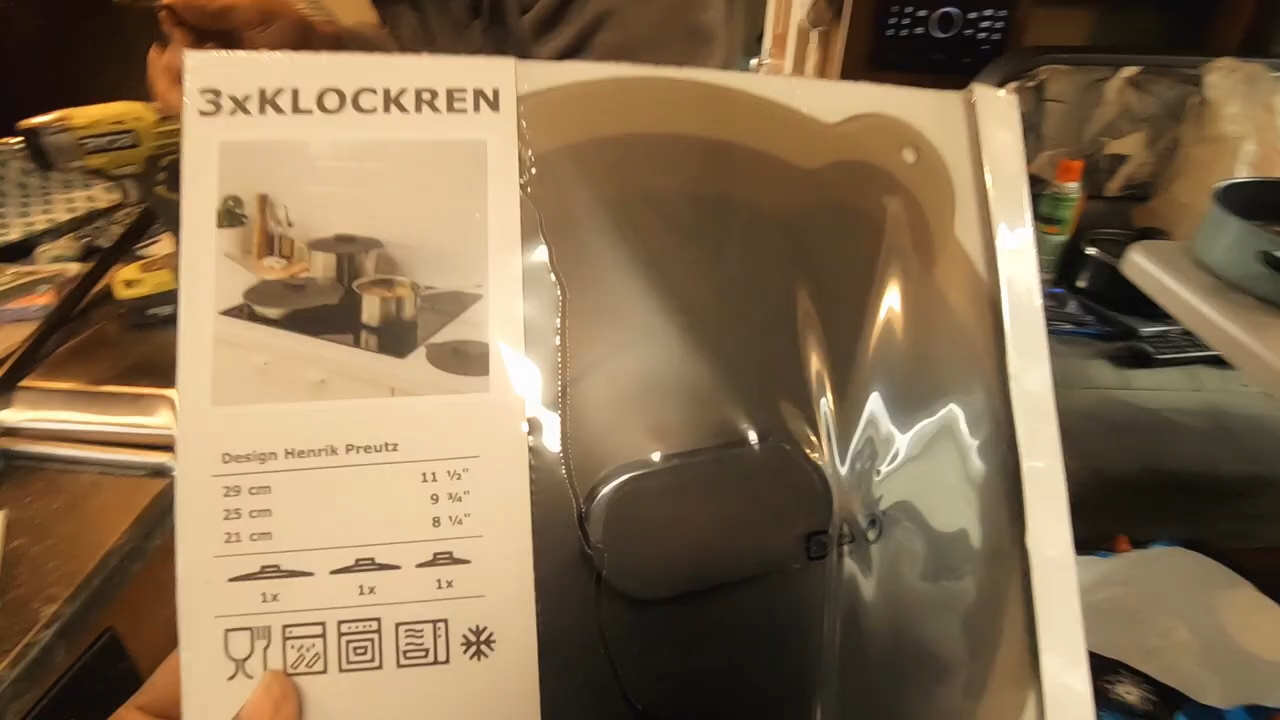 3xKLOCKREN
RYOBI
Design Henrik Preutz
29 cm 11 ½"
25 cm 9 ¾"
21 cm 8 ¼"
1x 1x 1x